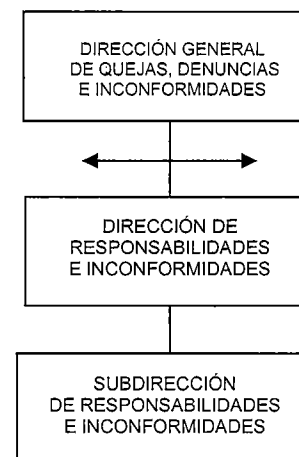 DIRECCIÓN GENERAL
DE QUEJAS, DENUNCIAS
E INCONFORMIDADES
DIRECCIÓN DE
RESPONSABILIDADES
E INCONFORMIDADES
SUBDIRECCIÓN
DE RESPONSABILIDADES
E INCONFORMIDADES